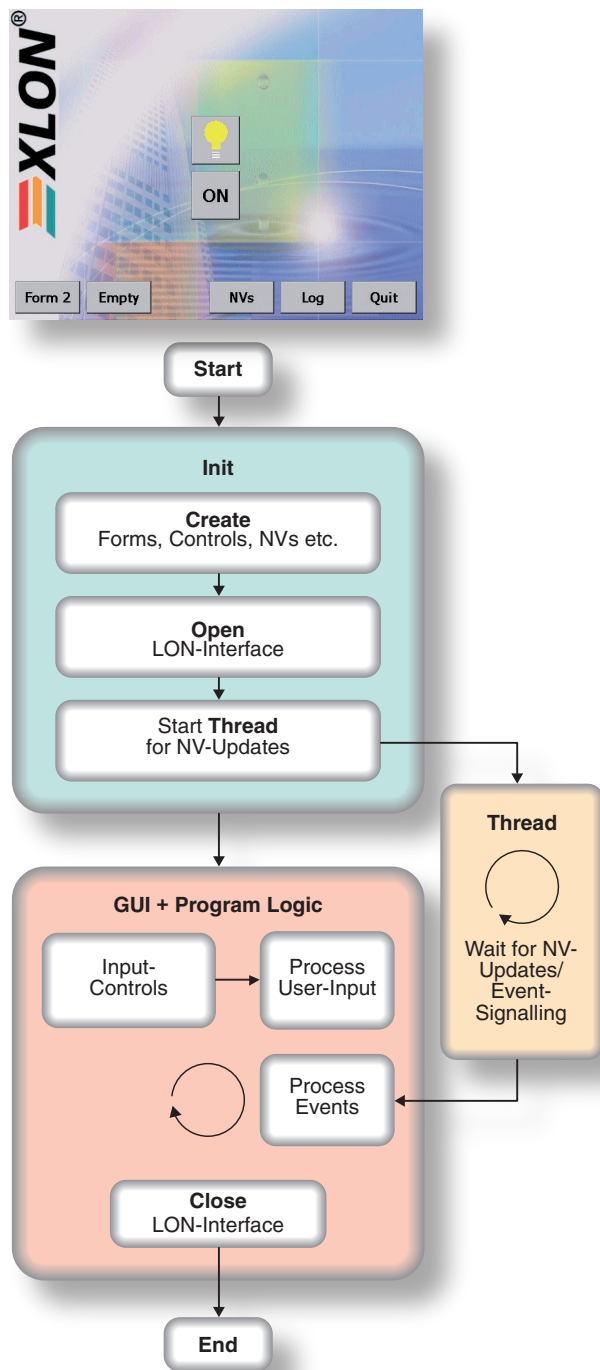 EXLON®
ON
Form 2
Empty
NVs
Log
Quit
Start
Init
Create
Forms, Controls, NVs etc.
Open
LON-Interface
Start Thread
for NV-Updates
Thread
Wait for NV-
Updates/
Event-
Signalling
GUI + Program Logic
Input-
Controls
Process
User-Input
Process
Events
Close
LON-Interface
End